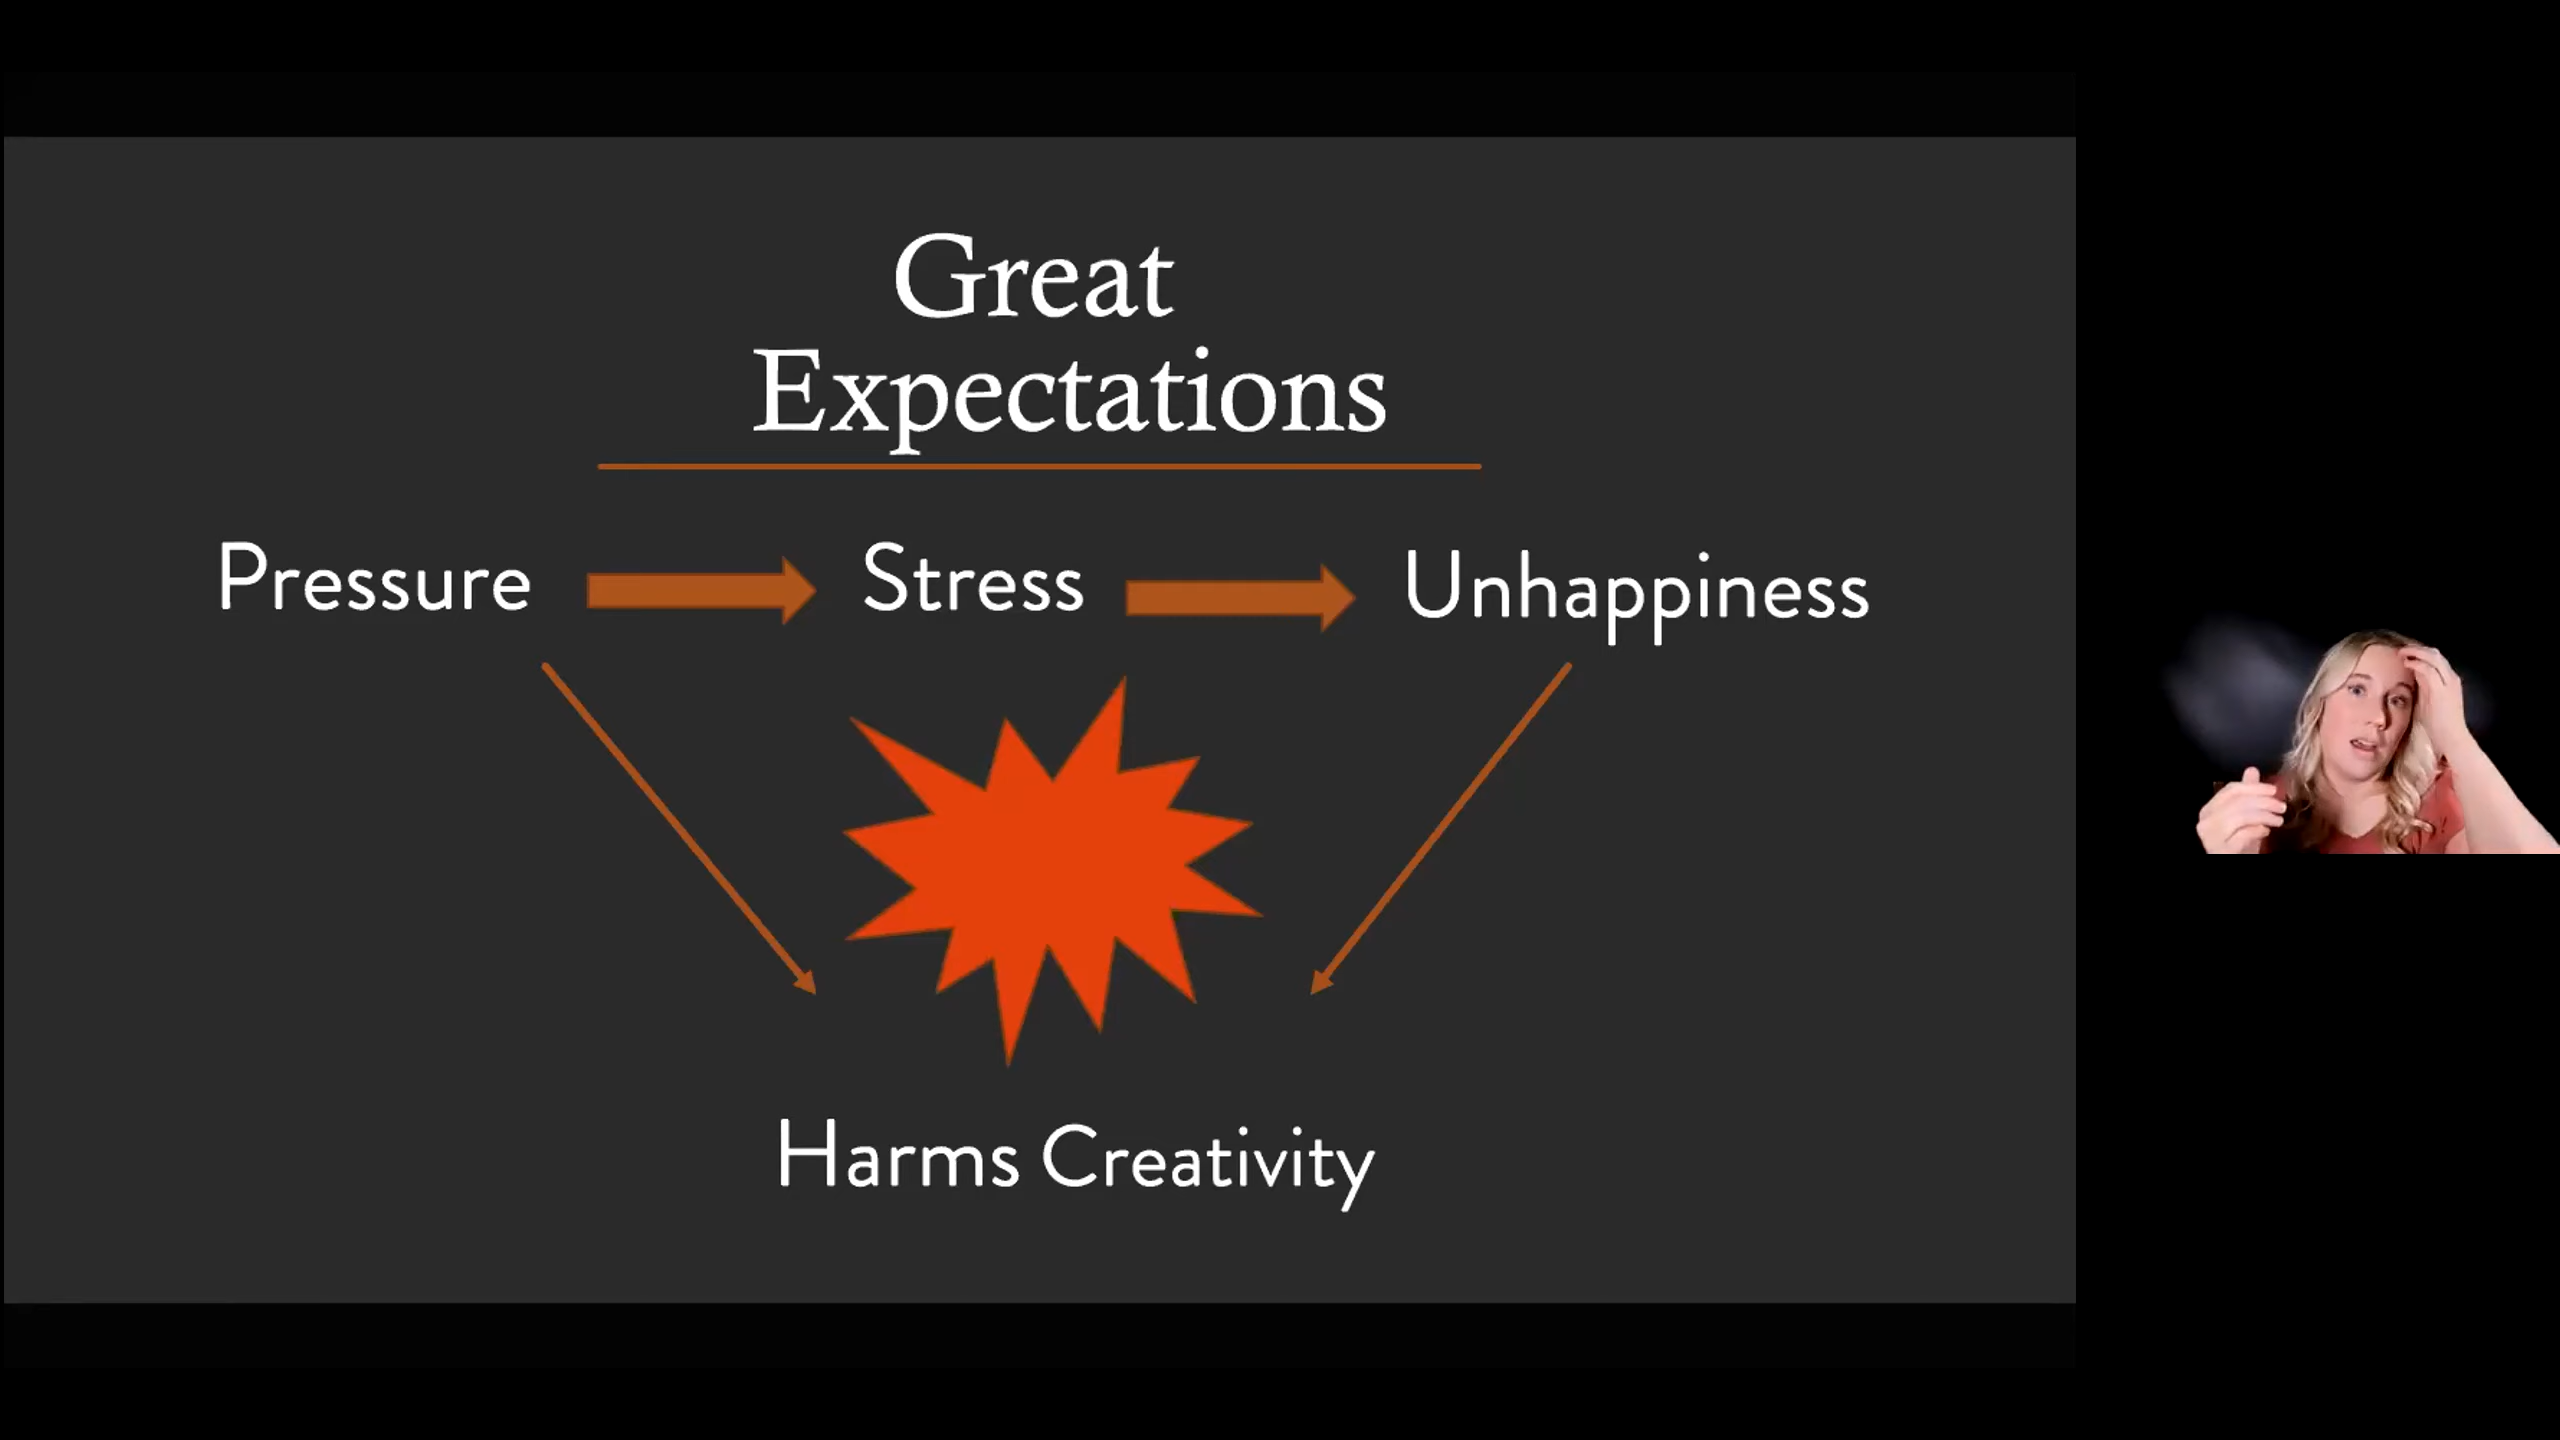 Great
Expectations
Pressure
Stress
Unhappiness
Harms Creativity